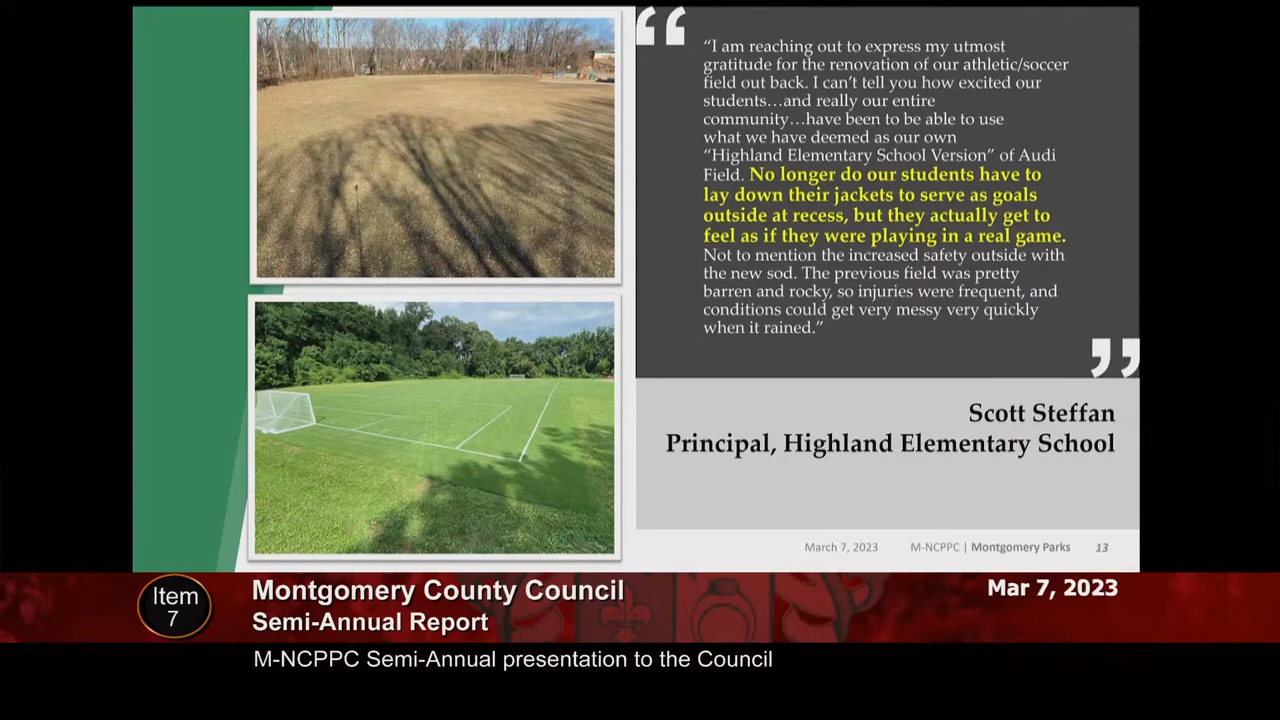 “I am reaching out to express my utmost
gratitude for the renovation of our athletic/soccer
field out back. I can’t tell you how excited our
students…and really our entire
community…have been to be able to use
what we have deemed as our own
“Highland Elementary School Version” of Audi
Field. No longer do our students have to
lay down their jackets to serve as goals
outside at recess, but they actually get to
feel as if they were playing in a real game.
Not to mention the increased safety outside with
the new sod. The previous field was pretty
barren and rocky, so injuries were frequent, and
conditions could get very messy very quickly
when it rained.”
Scott Steffan
Principal, Highland Elementary School
March 7, 2023 M-NCPPC | Montgomery Parks 13
Item
7
Montgomery County Council
Mar 7, 2023
Semi-Annual Report
M-NCPPC Semi-Annual presentation to the Council